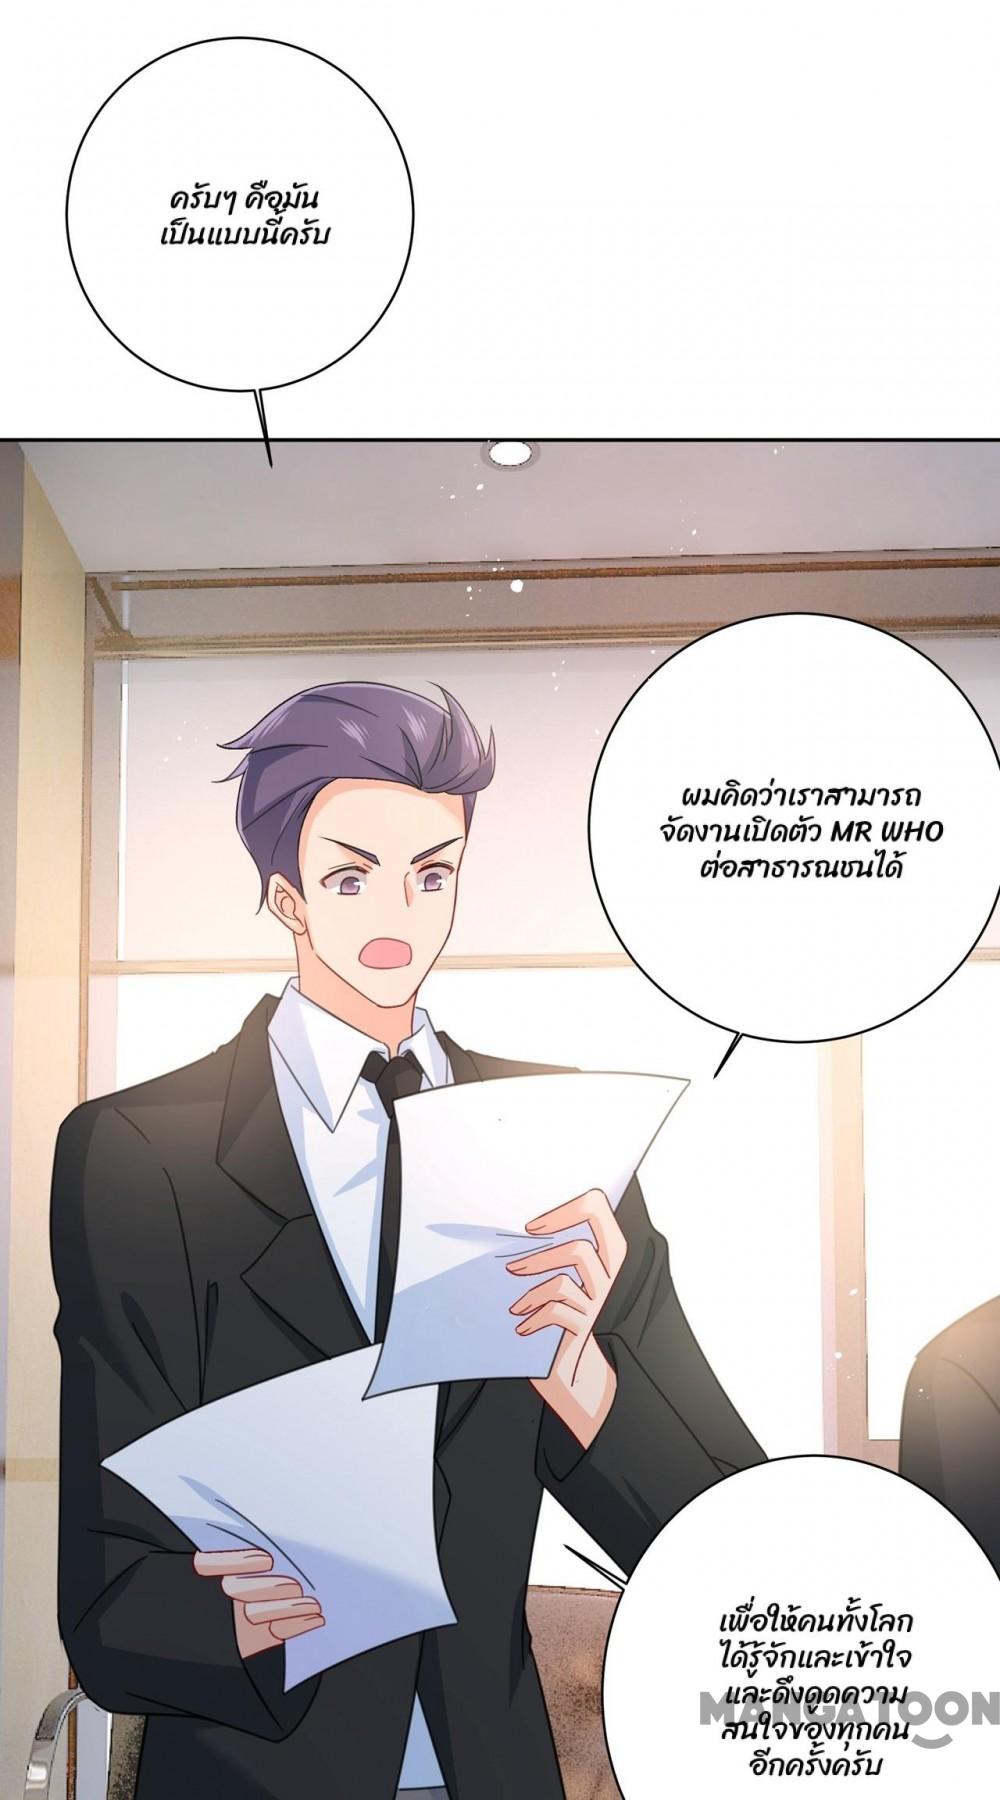 ครับๆ คือมัน
เป็นแบบนี้ครับ
ผมคิดว่าเราสามารถ
จัดงานเปิดตัว MR WHO
ต่อสาธารณชนได้
เพื่อให้คนทั้งโลก
ได้รู้จักและเข้าใจ
และดึงดูดความ
สนใจของทุกคน
อีกครั้งครับ
MANGATOON